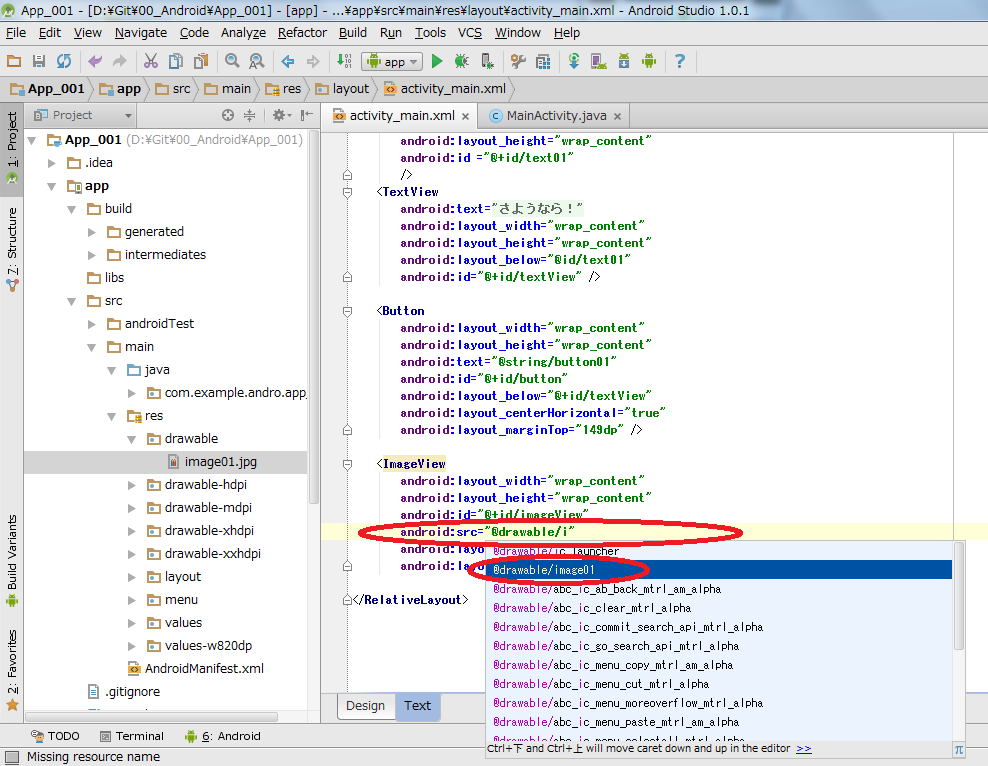 App_001 - [D:¥Git¥00_Android¥App_001] - [app] - ...¥app¥src¥main¥res¥layout¥activity_main.xml - Android Studio 1.0.1
File Edit View Navigate Code Analyze Refactor Build Run Tools VCS Window Help
app
App_001 app src main res layout activity_main.xml
1: Project
7: Structure
Build Variants
2: Favorites
Project
App_001 (D:¥Git¥00_Android¥App_001)
.idea
app
build
generated
intermediates
libs
src
androidTest
main
java
com.example.andro.app_
res
drawable
image01.jpg
drawable-hdpi
drawable-mdpi
drawable-xhdpi
drawable-xxhdpi
layout
menu
values
values-w820dp
AndroidManifest.xml
.gitignore
activity_main.xml × MainActivity.java ×
android:layout_height="wrap_content"
android:id ="@+id/text01"
/>
<TextView
android:text="さようなら！"
android:layout_width="wrap_content"
android:layout_height="wrap_content"
android:layout_below="@id/text01"
android:id="@+id/textView" />
<Button
android:layout_width="wrap_content"
android:layout_height="wrap_content"
android:text="@string/button01"
android:id="@+id/button"
android:layout_below="@+id/textView"
android:layout_centerHorizontal="true"
android:layout_marginTop="149dp" />
<ImageView
android:layout_width="wrap_content"
android:layout_height="wrap_content"
android:id="@+id/imageView"
android:src="@drawable/i"
android:layo
android:layo
</RelativeLayout>
@drawable/ic_launcher
@drawable/image01
@drawable/abc_ic_ab_back_mtrl_am_alpha
@drawable/abc_ic_clear_mtrl_alpha
@drawable/abc_ic_commit_search_api_mtrl_alpha
@drawable/abc_ic_go_search_api_mtrl_alpha
@drawable/abc_ic_menu_copy_mtrl_am_alpha
@drawable/abc_ic_menu_cut_mtrl_alpha
@drawable/abc_ic_menu_moreoverflow_mtrl_alpha
@drawable/abc_ic_menu_paste_mtrl_am_alpha
@drawable/abc_ic_menu_selectall_mtrl_alpha
Ctrl+下 and Ctrl+上 will move caret down and up in the editor >>
π
Design Text
TODO Terminal 6: Android
Missing resource name